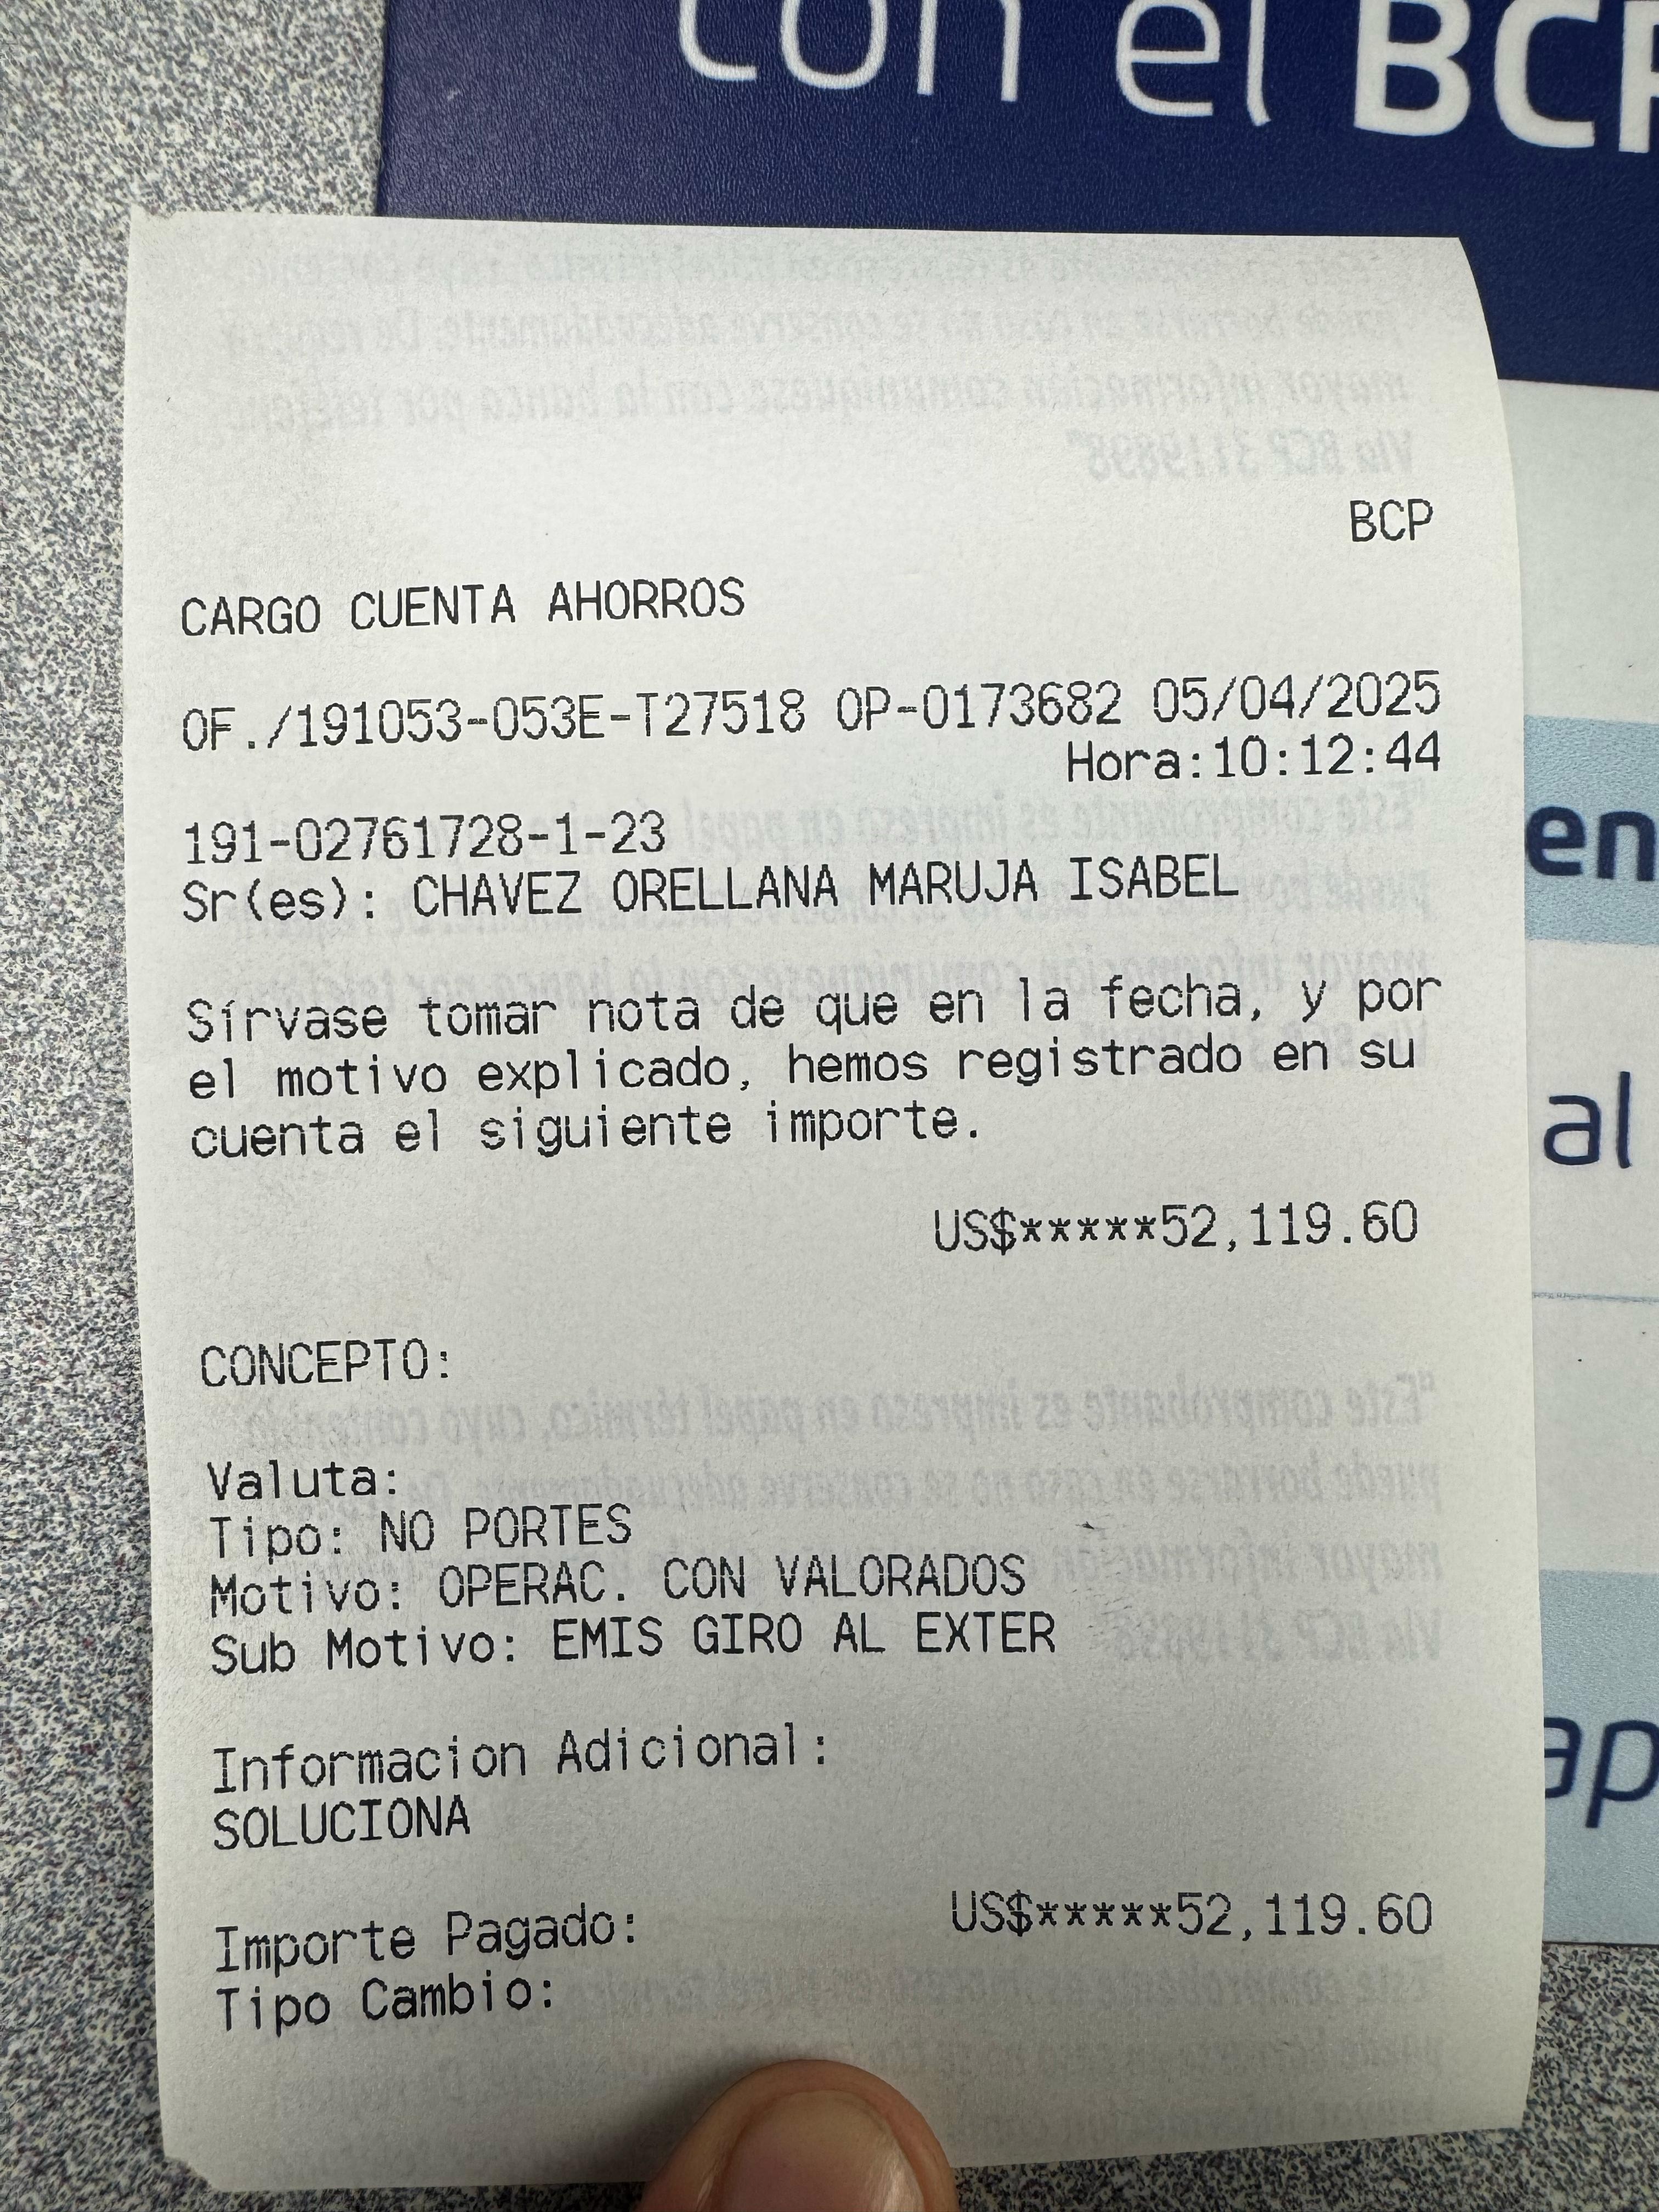 con el BCP
BCP
CARGO CUENTA AHORROS
OF./191053-053E-T27518 OP-0173682 05/04/2025
Hora:10:12:44
191-02761728-1-23
Sr(es): CHAVEZ ORELLANA MARUJA ISABEL
Sírvase tomar nota de que en la fecha, y por
el motivo explicado, hemos registrado en su
cuenta el siguiente importe.
US$*****52,119.60
CONCEPTO:
Valuta:
Tipo: NO PORTES
Motivo: OPERAC. CON VALORADOS
Sub Motivo: EMIS GIRO AL EXTER
Informacion Adicional:
SOLUCIONA
Importe Pagado: US$*****52,119.60
Tipo Cambio:
en
al